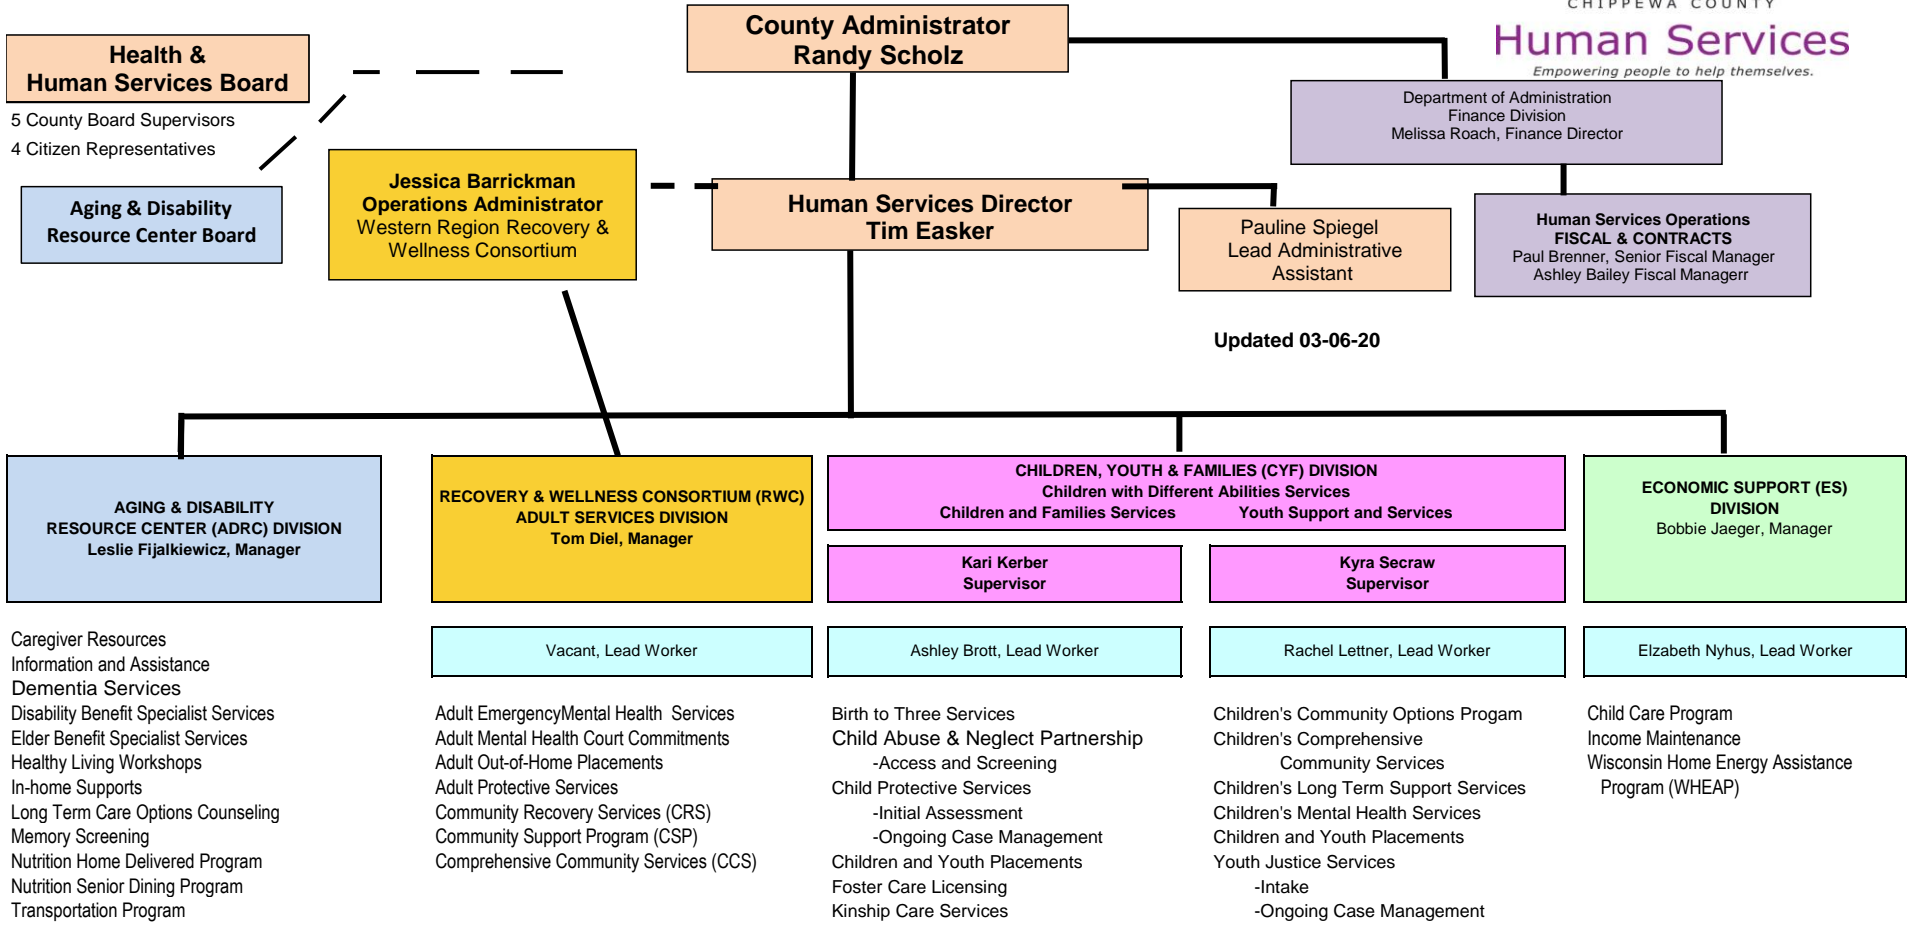 CHIPPEWA COUNTY
Human Services
Empowering people to help themselves.
County Administrator
Randy Scholz
Health &
Human Services Board
5 County Board Supervisors
4 Citizen Representatives
Aging & Disability
Resource Center Board
Jessica Barrickman
Operations Administrator
Western Region Recovery &
Wellness Consortium
Human Services Director
Tim Easker
Pauline Spiegel
Lead Administrative
Assistant
Department of Administration
Finance Division
Melissa Roach, Finance Director
Human Services Operations
FISCAL & CONTRACTS
Paul Brenner, Senior Fiscal Manager
Ashley Bailey Fiscal Managerr
Updated 03-06-20
AGING & DISABILITY
RESOURCE CENTER (ADRC) DIVISION
Leslie Fijalkiewicz, Manager
Caregiver Resources
Information and Assistance
Dementia Services
Disability Benefit Specialist Services
Elder Benefit Specialist Services
Healthy Living Workshops
In-home Supports
Long Term Care Options Counseling
Memory Screening
Nutrition Home Delivered Program
Nutrition Senior Dining Program
Transportation Program
RECOVERY & WELLNESS CONSORTIUM (RWC)
ADULT SERVICES DIVISION
Tom Diel, Manager
Vacant, Lead Worker
Adult EmergencyMental Health Services
Adult Mental Health Court Commitments
Adult Out-of-Home Placements
Adult Protective Services
Community Recovery Services (CRS)
Community Support Program (CSP)
Comprehensive Community Services (CCS)
CHILDREN, YOUTH & FAMILIES (CYF) DIVISION
Children with Different Abilities Services
Children and Families Services Youth Support and Services
Kari Kerber
Supervisor
Ashley Brott, Lead Worker
Birth to Three Services
Child Abuse & Neglect Partnership
-Access and Screening
Child Protective Services
-Initial Assessment
-Ongoing Case Management
Children and Youth Placements
Foster Care Licensing
Kinship Care Services
Kyra Secraw
Supervisor
Rachel Lettner, Lead Worker
Children's Community Options Progam
Children's Comprehensive
Community Services
Children's Long Term Support Services
Children's Mental Health Services
Children and Youth Placements
Youth Justice Services
-Intake
-Ongoing Case Management
ECONOMIC SUPPORT (ES)
DIVISION
Bobbie Jaeger, Manager
Elzabeth Nyhus, Lead Worker
Child Care Program
Income Maintenance
Wisconsin Home Energy Assistance
Program (WHEAP)